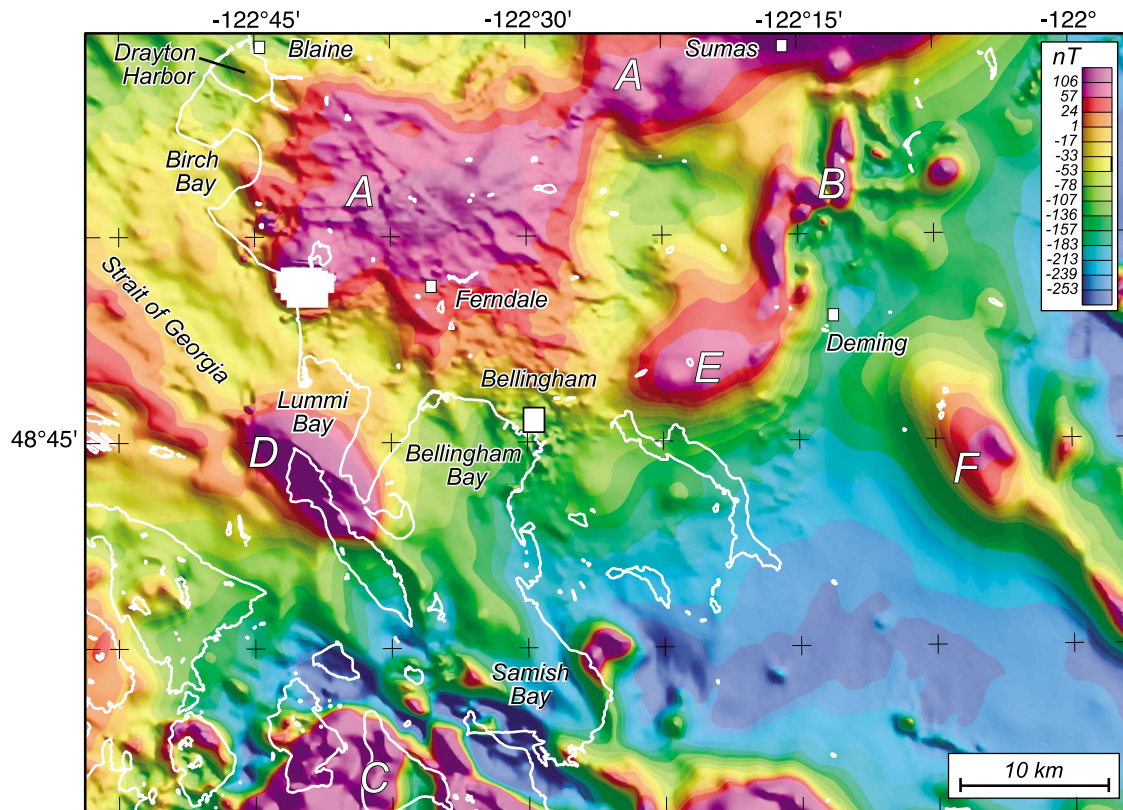 -122°45'
-122°30'
-122°15'
-122°
Drayton
Harbor
Blaine
Sumas
nT
106
57
24
1
-17
-33
-53
-78
-107
-136
-157
-183
-213
-239
-253
A
Birch
Bay
A
B
Strait of Georgia
Ferndale
Deming
E
Bellingham
Lummi
Bay
48°45'
D
Bellingham
Bay
F
Samish
Bay
C
10 km